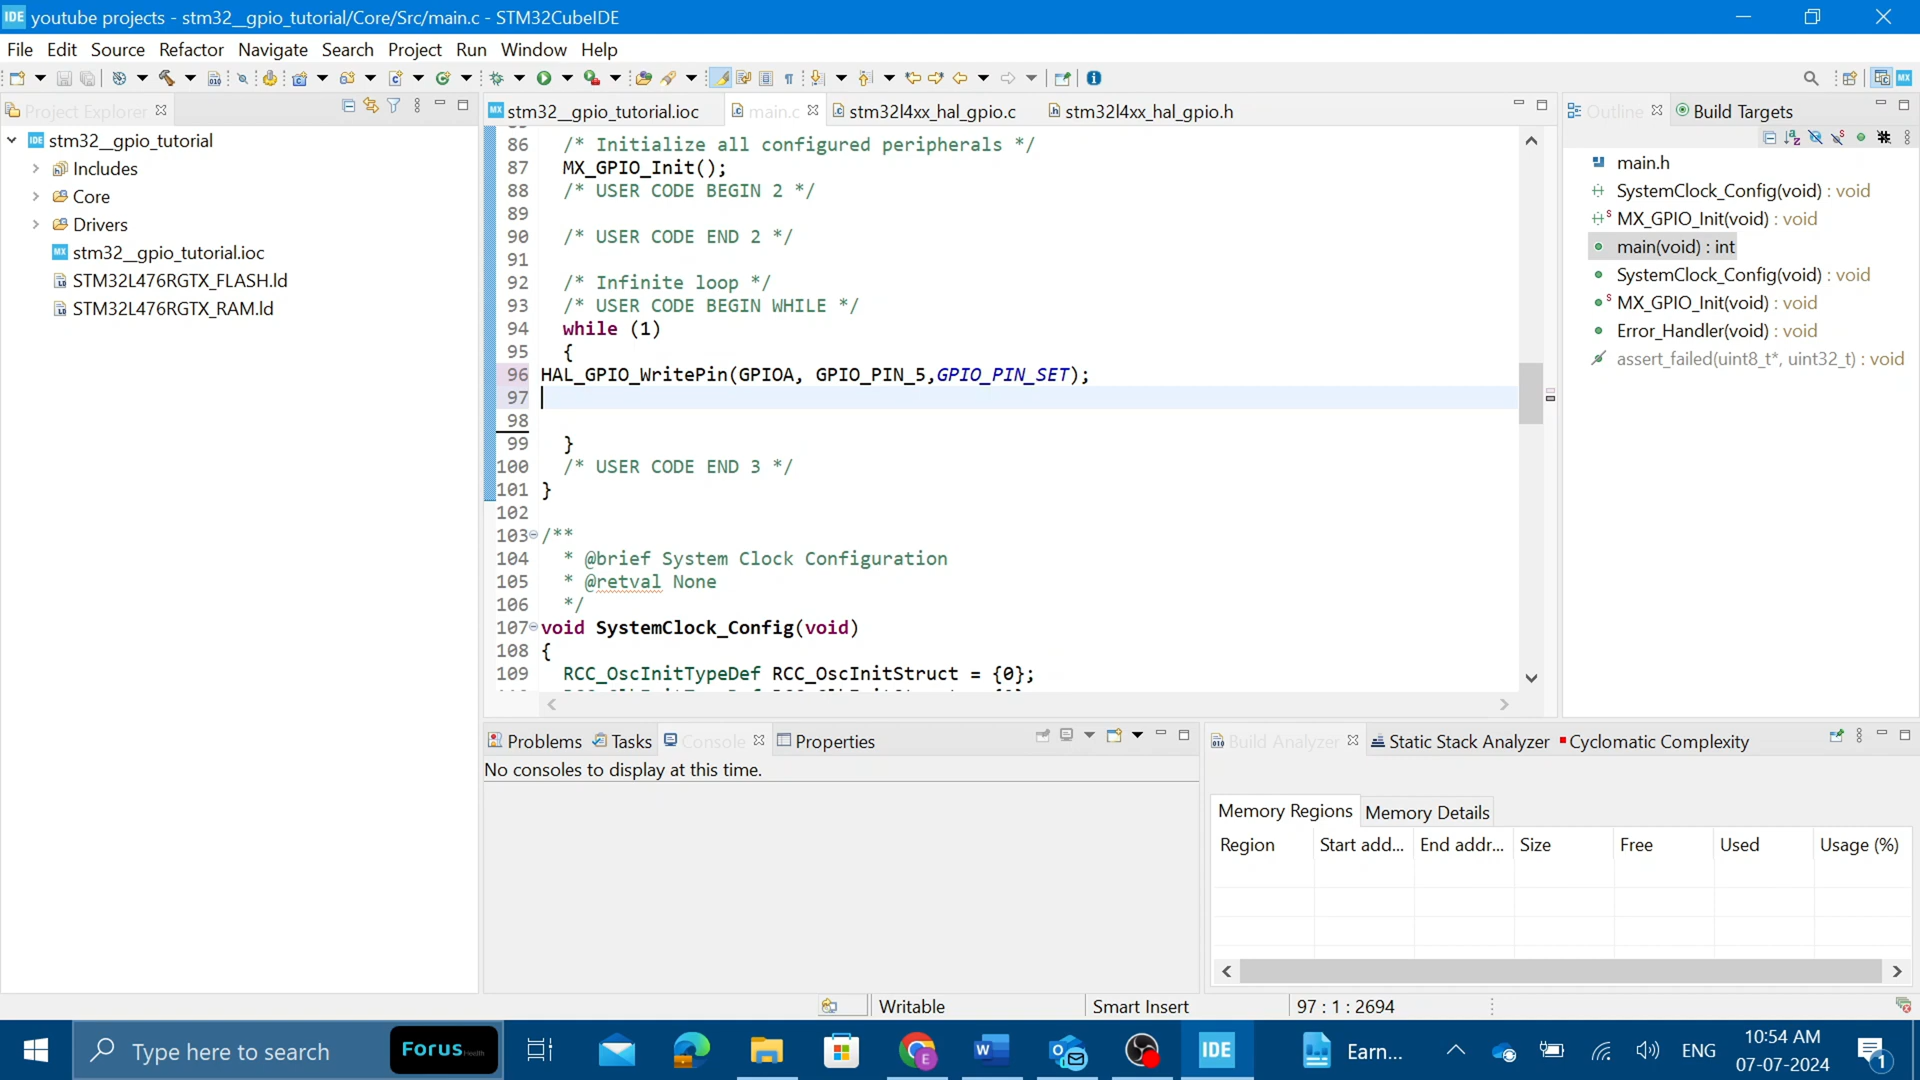 IDE youtube projects - stm32__gpio_tutorial/Core/Src/main.c - STM32CubeIDE
File Edit Source Refactor Navigate Search Project Run Window Help
Project Explorer
stm32__gpio_tutorial
Includes
Core
Drivers
stm32__gpio_tutorial.ioc
STM32L476RGTX_FLASH.ld
STM32L476RGTX_RAM.ld
stm32__gpio_tutorial.ioc main.c stm32l4xx_hal_gpio.c stm32l4xx_hal_gpio.h
86 /* Initialize all configured peripherals */
87 MX_GPIO_Init();
88 /* USER CODE BEGIN 2 */
89
90 /* USER CODE END 2 */
91
92 /* Infinite loop */
93 /* USER CODE BEGIN WHILE */
94 while (1)
95 {
96 HAL_GPIO_WritePin(GPIOA, GPIO_PIN_5,GPIO_PIN_SET);
97
98
99 }
100 /* USER CODE END 3 */
101 }
102
103 /**
104 * @brief System Clock Configuration
105 * @retval None
106 */
107 void SystemClock_Config(void)
108 {
109 RCC_OscInitTypeDef RCC_OscInitStruct = {0};
Outline Build Targets
main.h
SystemClock_Config(void) : void
MX_GPIO_Init(void) : void
main(void) : int
SystemClock_Config(void) : void
MX_GPIO_Init(void) : void
Error_Handler(void) : void
assert_failed(uint8_t*, uint32_t) : void
Problems Tasks Console Properties
No consoles to display at this time.
Build Analyzer Static Stack Analyzer Cyclomatic Complexity
Memory Regions Memory Details
Region Start add... End addr... Size Free Used Usage (%)
Writable Smart Insert 97 : 1 : 2694
Type here to search Forus Health IDE Earn... ENG 10:54 AM
07-07-2024 1